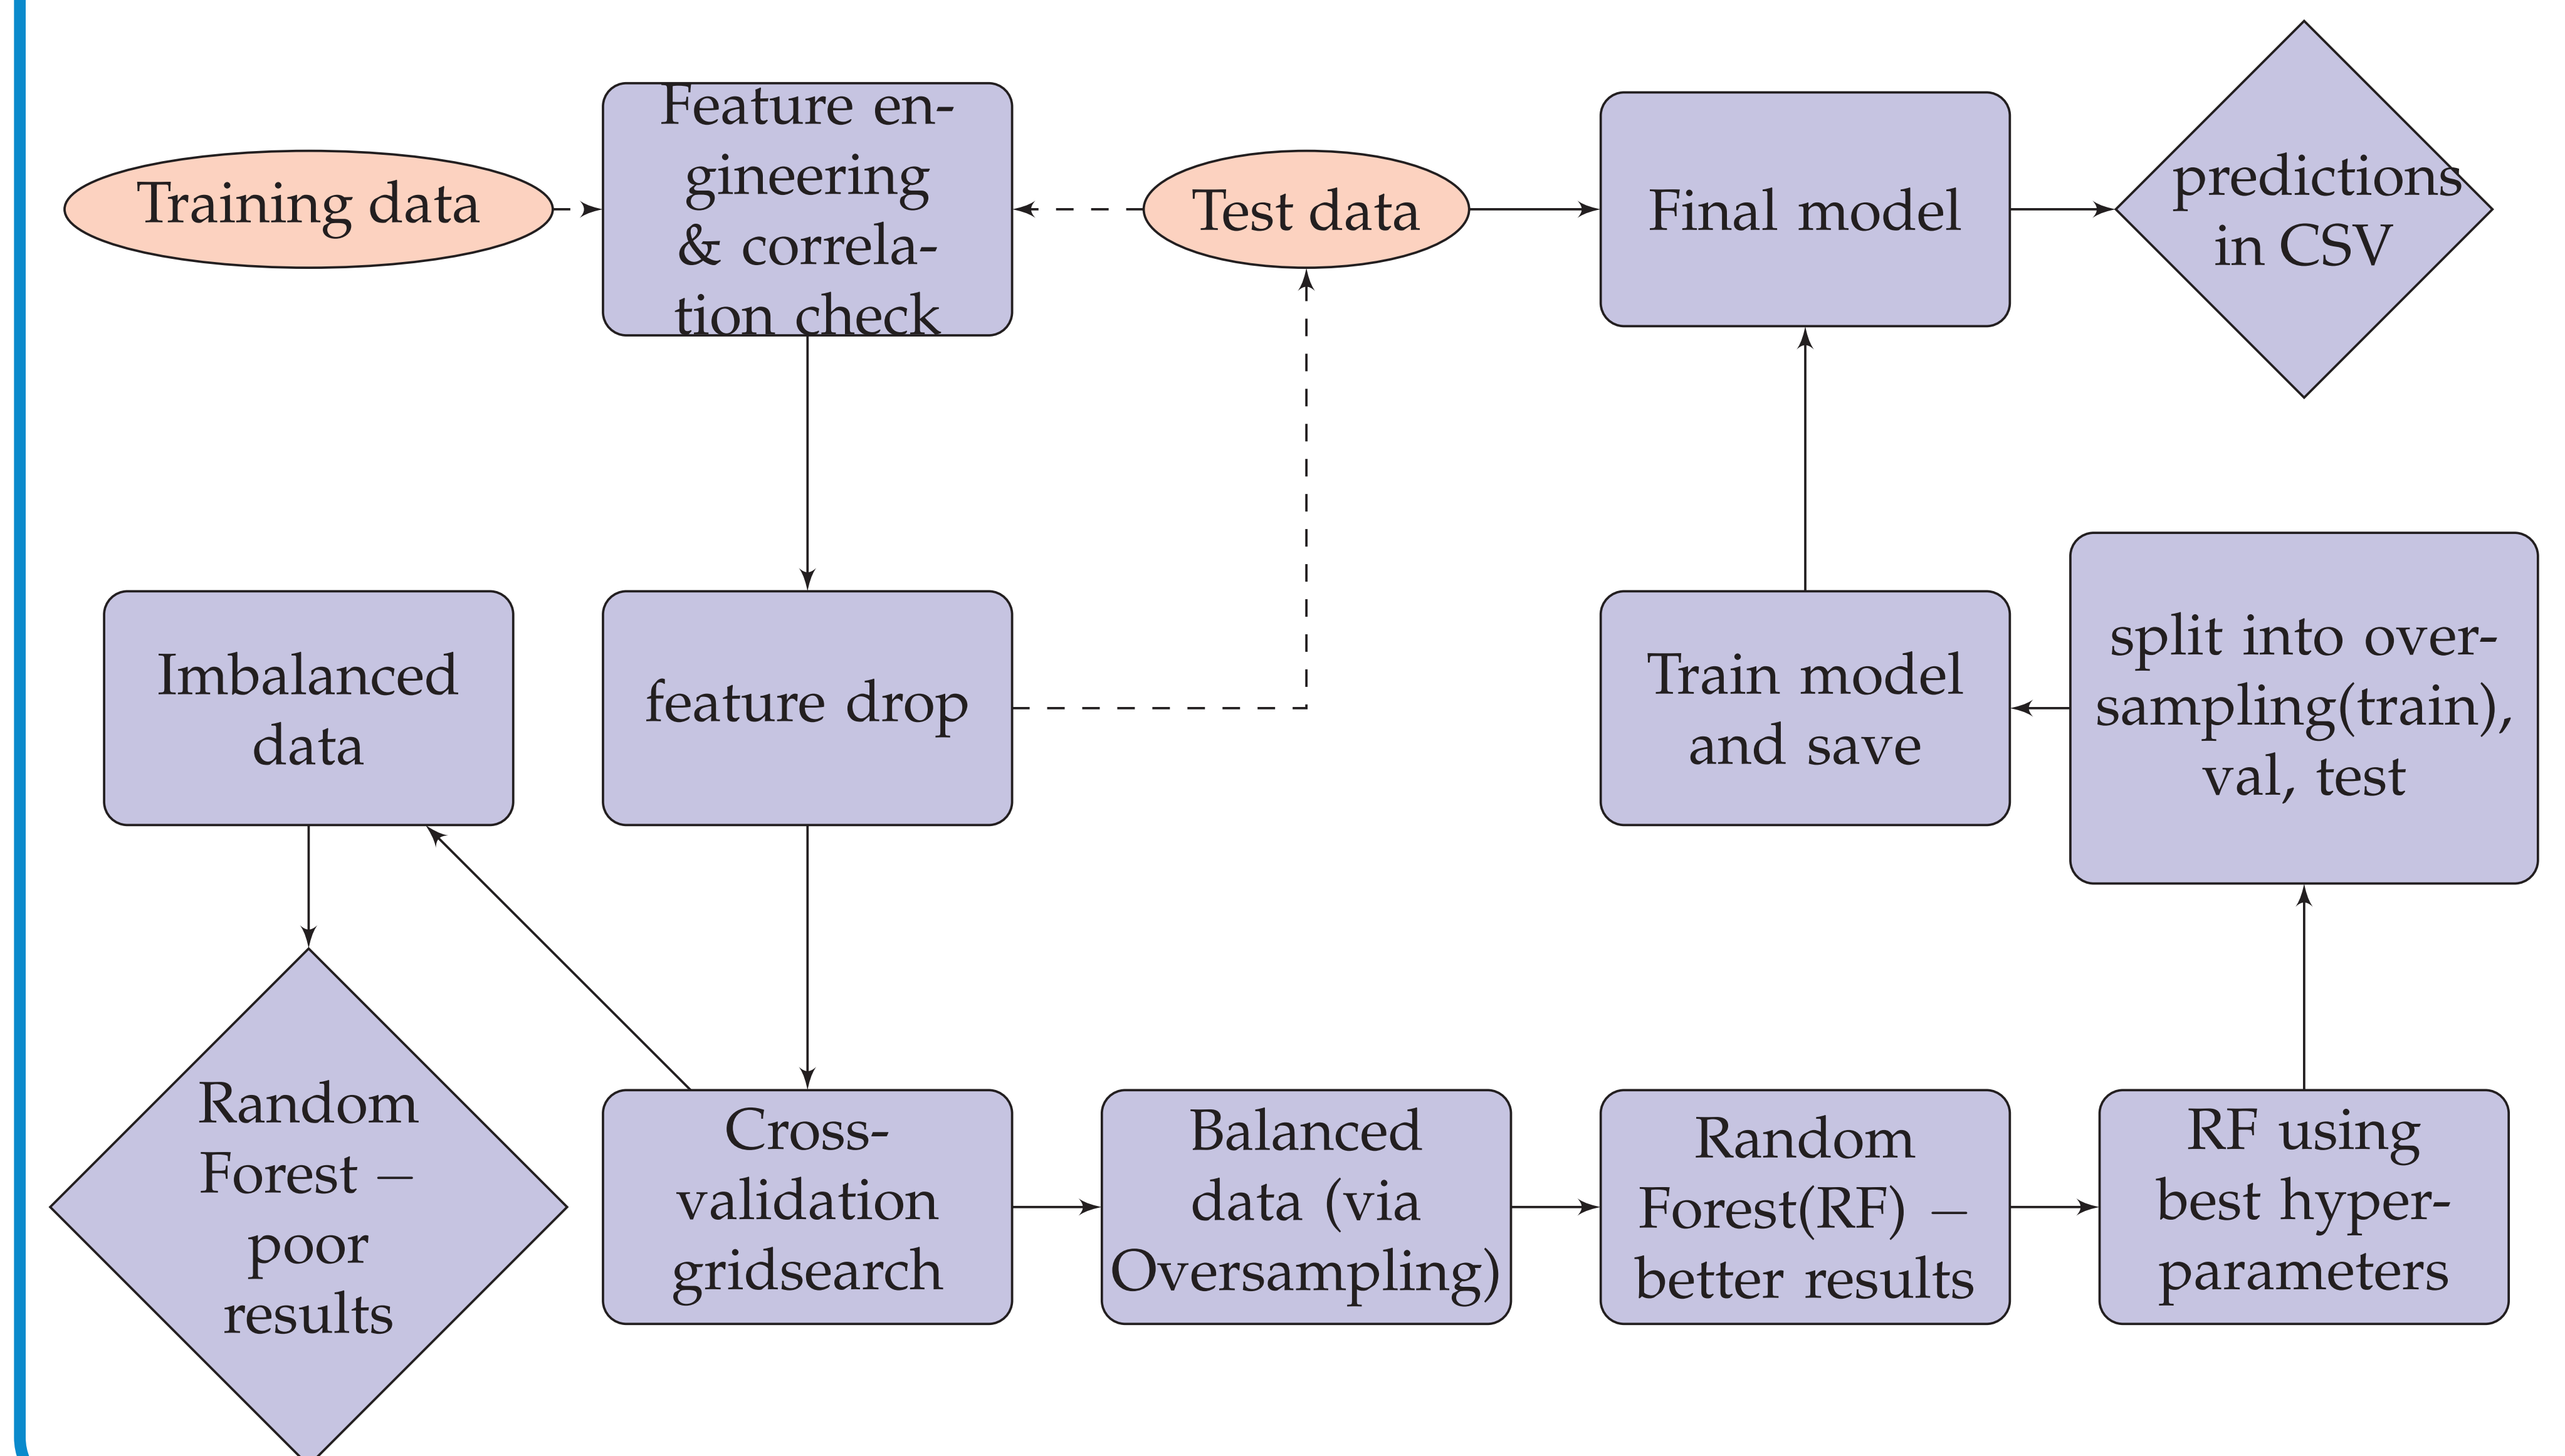 Training data
Feature en-
gineering
& correla-
tion check
Test data
Final model
predictions
in CSV
Imbalanced
data
feature drop
Train model
and save
split into over-
sampling(train),
val, test
Random
Forest –
poor
results
Cross-
validation
gridsearch
Balanced
data (via
Oversampling)
Random
Forest(RF) –
better results
RF using
best hyper-
parameters